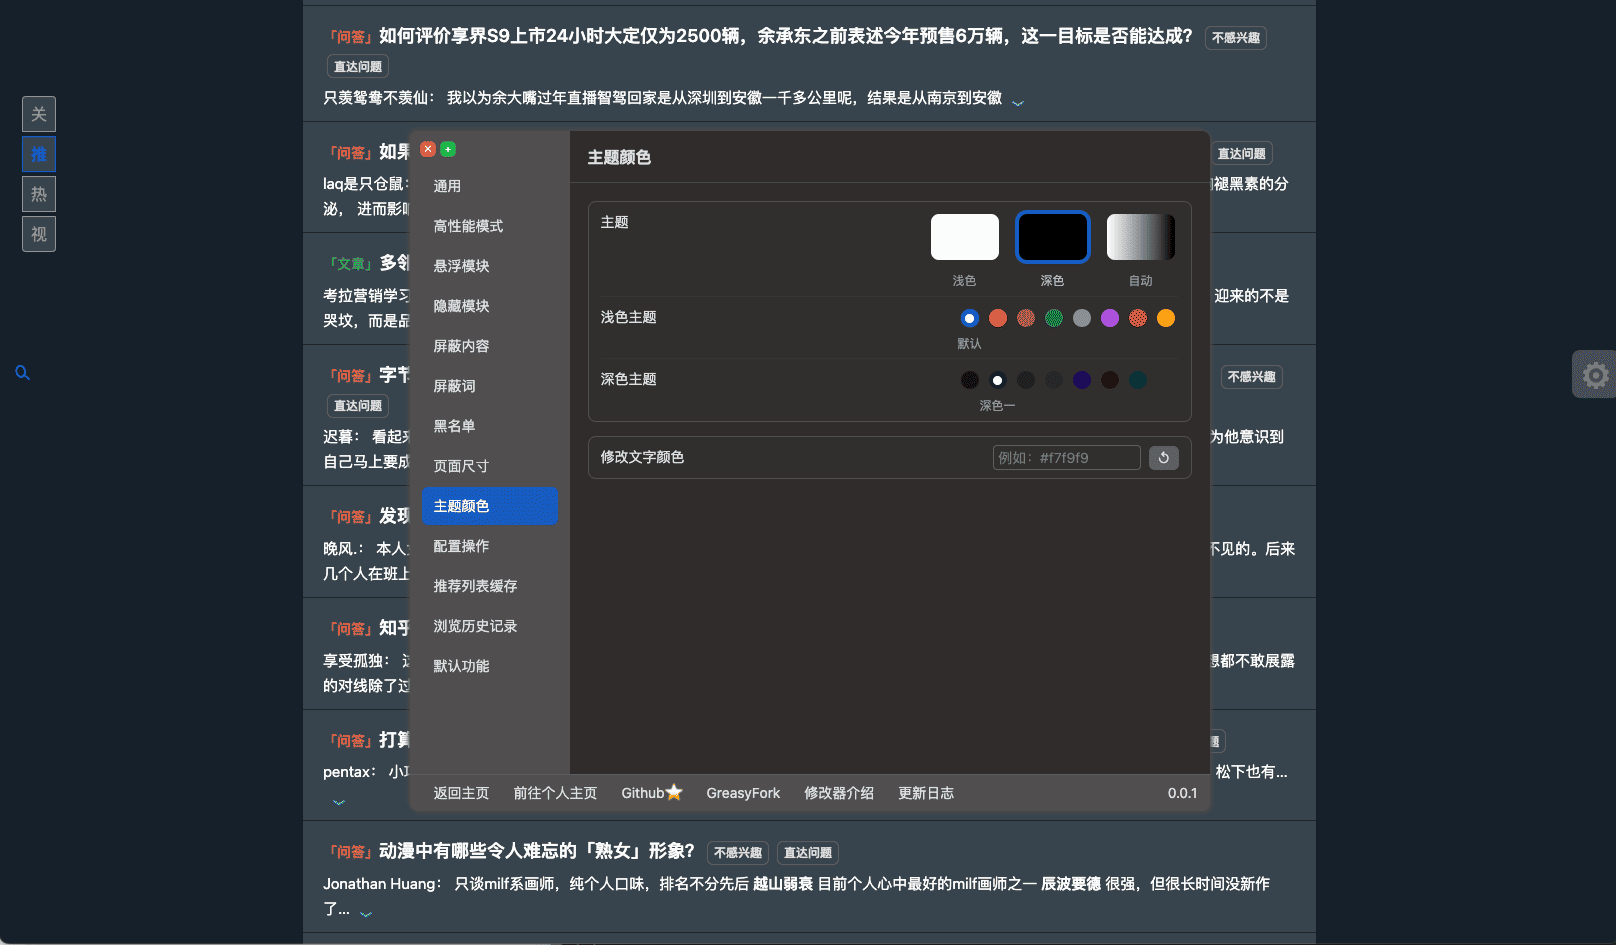 「问答」如何评价享界S9上市24小时大定仅为2500辆，余承东之前表述今年预售6万辆，这一目标是否能达成？ 不感兴趣
直达问题
只羡鸳鸯不羡仙： 我以为余大嘴过年直播智驾回家是从深圳到安徽一千多公里呢，结果是从南京到安徽
关
推
热
视
「问答」如果
直达问题
laq是只仓鼠：
褪黑素的分
泌， 进而影响
「文章」多邻
考拉营销学习
迎来的不是
哭坟，而是品
「问答」字节
不感兴趣
直达问题
迟暮： 看起来
为他意识到
自己马上要成
「问答」发现
晚风.： 本人
不见的。后来
几个人在班上
「问答」知乎
享受孤独： 这
想都不敢展露
的对线除了过
「问答」打算
题
pentax： 小
松下也有...
通用
高性能模式
悬浮模块
隐藏模块
屏蔽内容
屏蔽词
黑名单
页面尺寸
主题颜色
配置操作
推荐列表缓存
浏览历史记录
默认功能
主题颜色
主题
浅色 深色 自动
浅色主题
默认
深色主题
深色一
修改文字颜色 例如：#f7f9f9
返回主页 前往个人主页 Github⭐ GreasyFork 修改器介绍 更新日志 0.0.1
「问答」动漫中有哪些令人难忘的「熟女」形象？ 不感兴趣 直达问题
Jonathan Huang： 只谈milf系画师，纯个人口味，排名不分先后 越山弱衰 目前个人心中最好的milf画师之一 辰波要德 很强，但很长时间没新作
了...